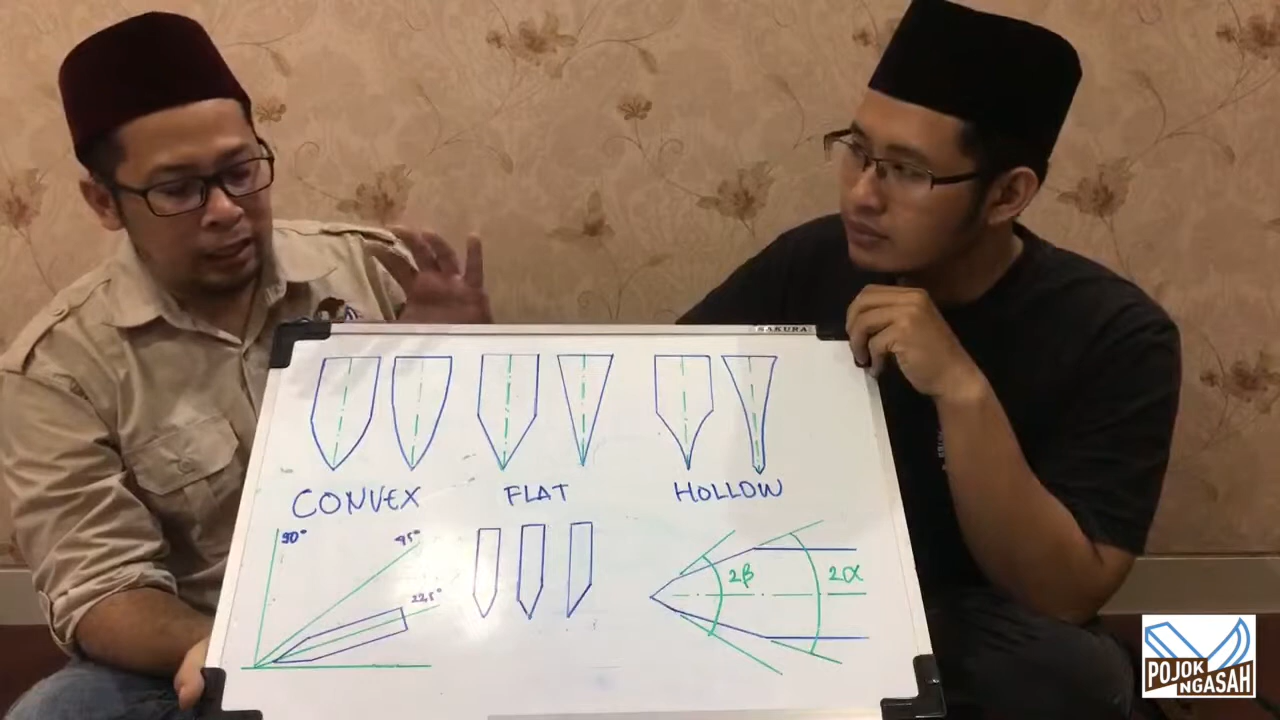 SAKURA
CONVEX
FLAT
HOLLOW
90°
45°
22,5°
2β
2α
POJOK
NGASAH